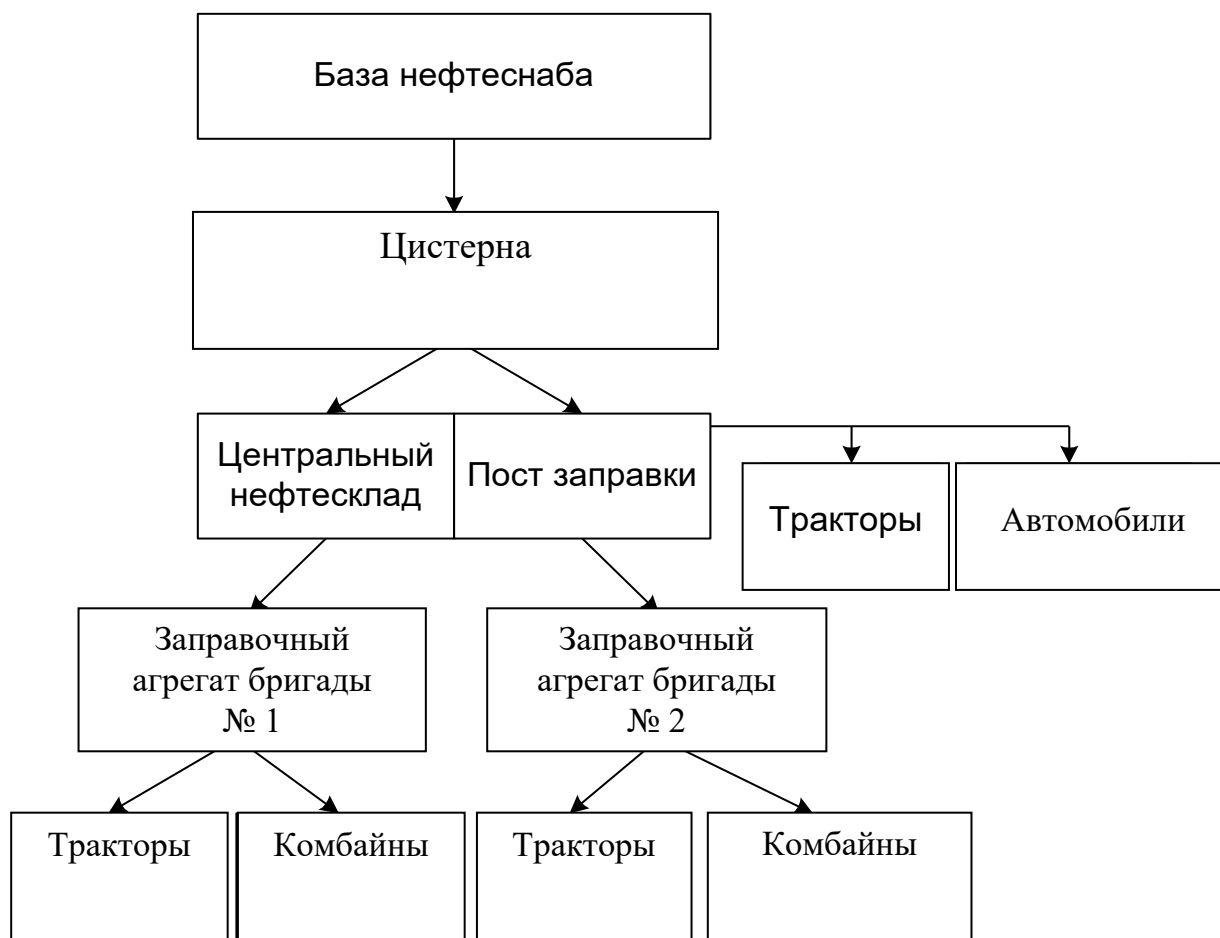 База нефтеснаба
Цистерна
Центральный
нефтесклад
Пост заправки
Тракторы
Автомобили
Заправочный
агрегат бригады
№ 1
Заправочный
агрегат бригады
№ 2
Тракторы
Комбайны
Тракторы
Комбайны